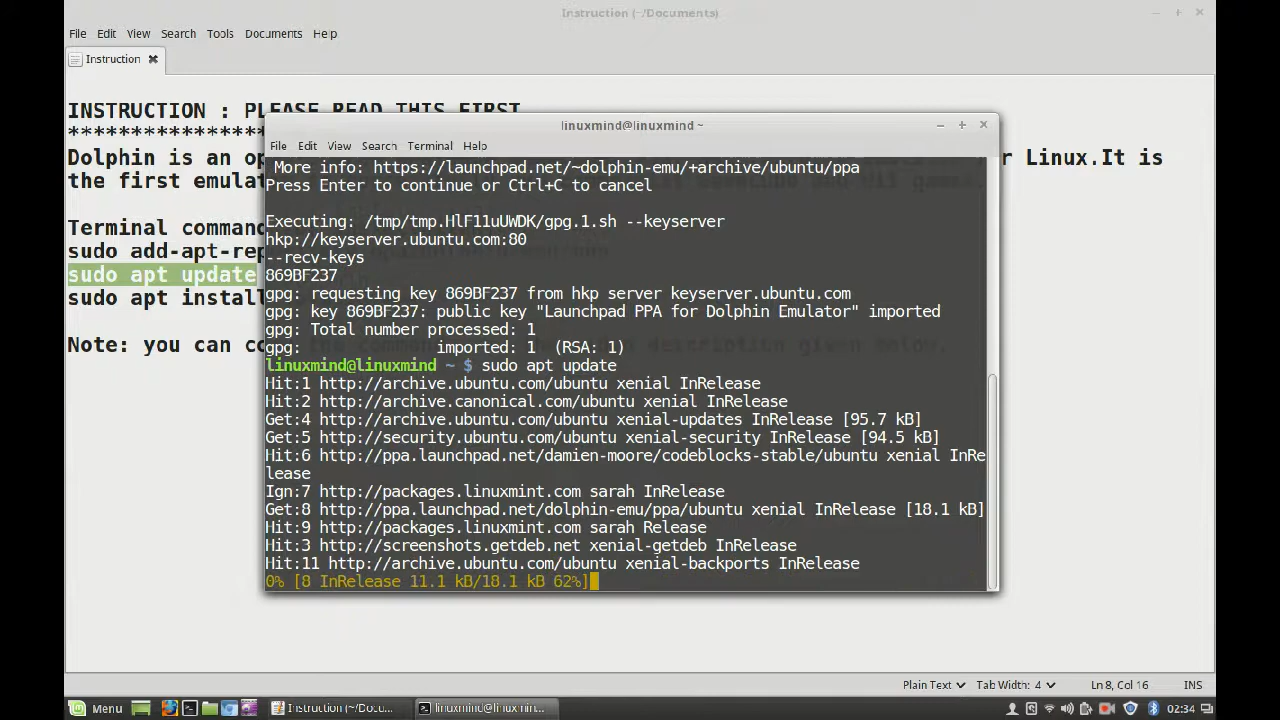 Instruction (~/Documents)
File Edit View Search Tools Documents Help
Instruction
INSTRUCTION : PLEASE READ THIS FIRST
Dolphin is an op r Linux.It is
the first emulat
Terminal comman
sudo add-apt-rep
sudo apt update
sudo apt install
Note: you can co the command from the description given below.
linuxmind@linuxmind ~
File Edit View Search Terminal Help
More info: https://launchpad.net/~dolphin-emu/+archive/ubuntu/ppa
Press Enter to continue or Ctrl+C to cancel
Executing: /tmp/tmp.HlF11uUWDK/gpg.1.sh --keyserver
hkp://keyserver.ubuntu.com:80
--recv-keys
869BF237
gpg: requesting key 869BF237 from hkp server keyserver.ubuntu.com
gpg: key 869BF237: public key "Launchpad PPA for Dolphin Emulator" imported
gpg: Total number processed: 1
gpg: imported: 1 (RSA: 1)
linuxmind@linuxmind ~ $ sudo apt update
Hit:1 http://archive.ubuntu.com/ubuntu xenial InRelease
Hit:2 http://archive.canonical.com/ubuntu xenial InRelease
Get:4 http://archive.ubuntu.com/ubuntu xenial-updates InRelease [95.7 kB]
Get:5 http://security.ubuntu.com/ubuntu xenial-security InRelease [94.5 kB]
Hit:6 http://ppa.launchpad.net/damien-moore/codeblocks-stable/ubuntu xenial InRe
lease
Ign:7 http://packages.linuxmint.com sarah InRelease
Get:8 http://ppa.launchpad.net/dolphin-emu/ppa/ubuntu xenial InRelease [18.1 kB]
Hit:9 http://packages.linuxmint.com sarah Release
Hit:3 http://screenshots.getdeb.net xenial-getdeb InRelease
Hit:11 http://archive.ubuntu.com/ubuntu xenial-backports InRelease
0% [8 InRelease 11.1 kB/18.1 kB 62%]
Plain Text Tab Width: 4 Ln 8, Col 16 INS
Menu Instruction (~/Docu... linuxmind@linuxmin... 02:34